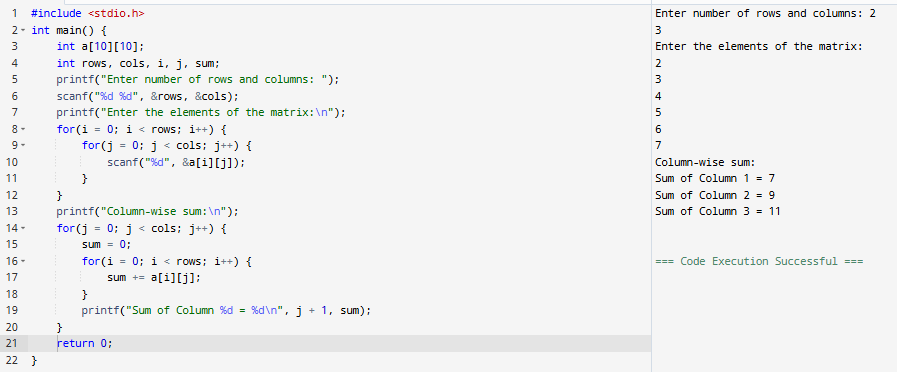 1 #include <stdio.h>
2 int main() {
3 int a[10][10];
4 int rows, cols, i, j, sum;
5 printf("Enter number of rows and columns: ");
6 scanf("%d %d", &rows, &cols);
7 printf("Enter the elements of the matrix:\n");
8 for(i = 0; i < rows; i++) {
9 for(j = 0; j < cols; j++) {
10 scanf("%d", &a[i][j]);
11 }
12 }
13 printf("Column-wise sum:\n");
14 for(j = 0; j < cols; j++) {
15 sum = 0;
16 for(i = 0; i < rows; i++) {
17 sum += a[i][j];
18 }
19 printf("Sum of Column %d = %d\n", j + 1, sum);
20 }
21 return 0;
22 }
Enter number of rows and columns: 2
3
Enter the elements of the matrix:
2
3
4
5
6
7
Column-wise sum:
Sum of Column 1 = 7
Sum of Column 2 = 9
Sum of Column 3 = 11
=== Code Execution Successful ===